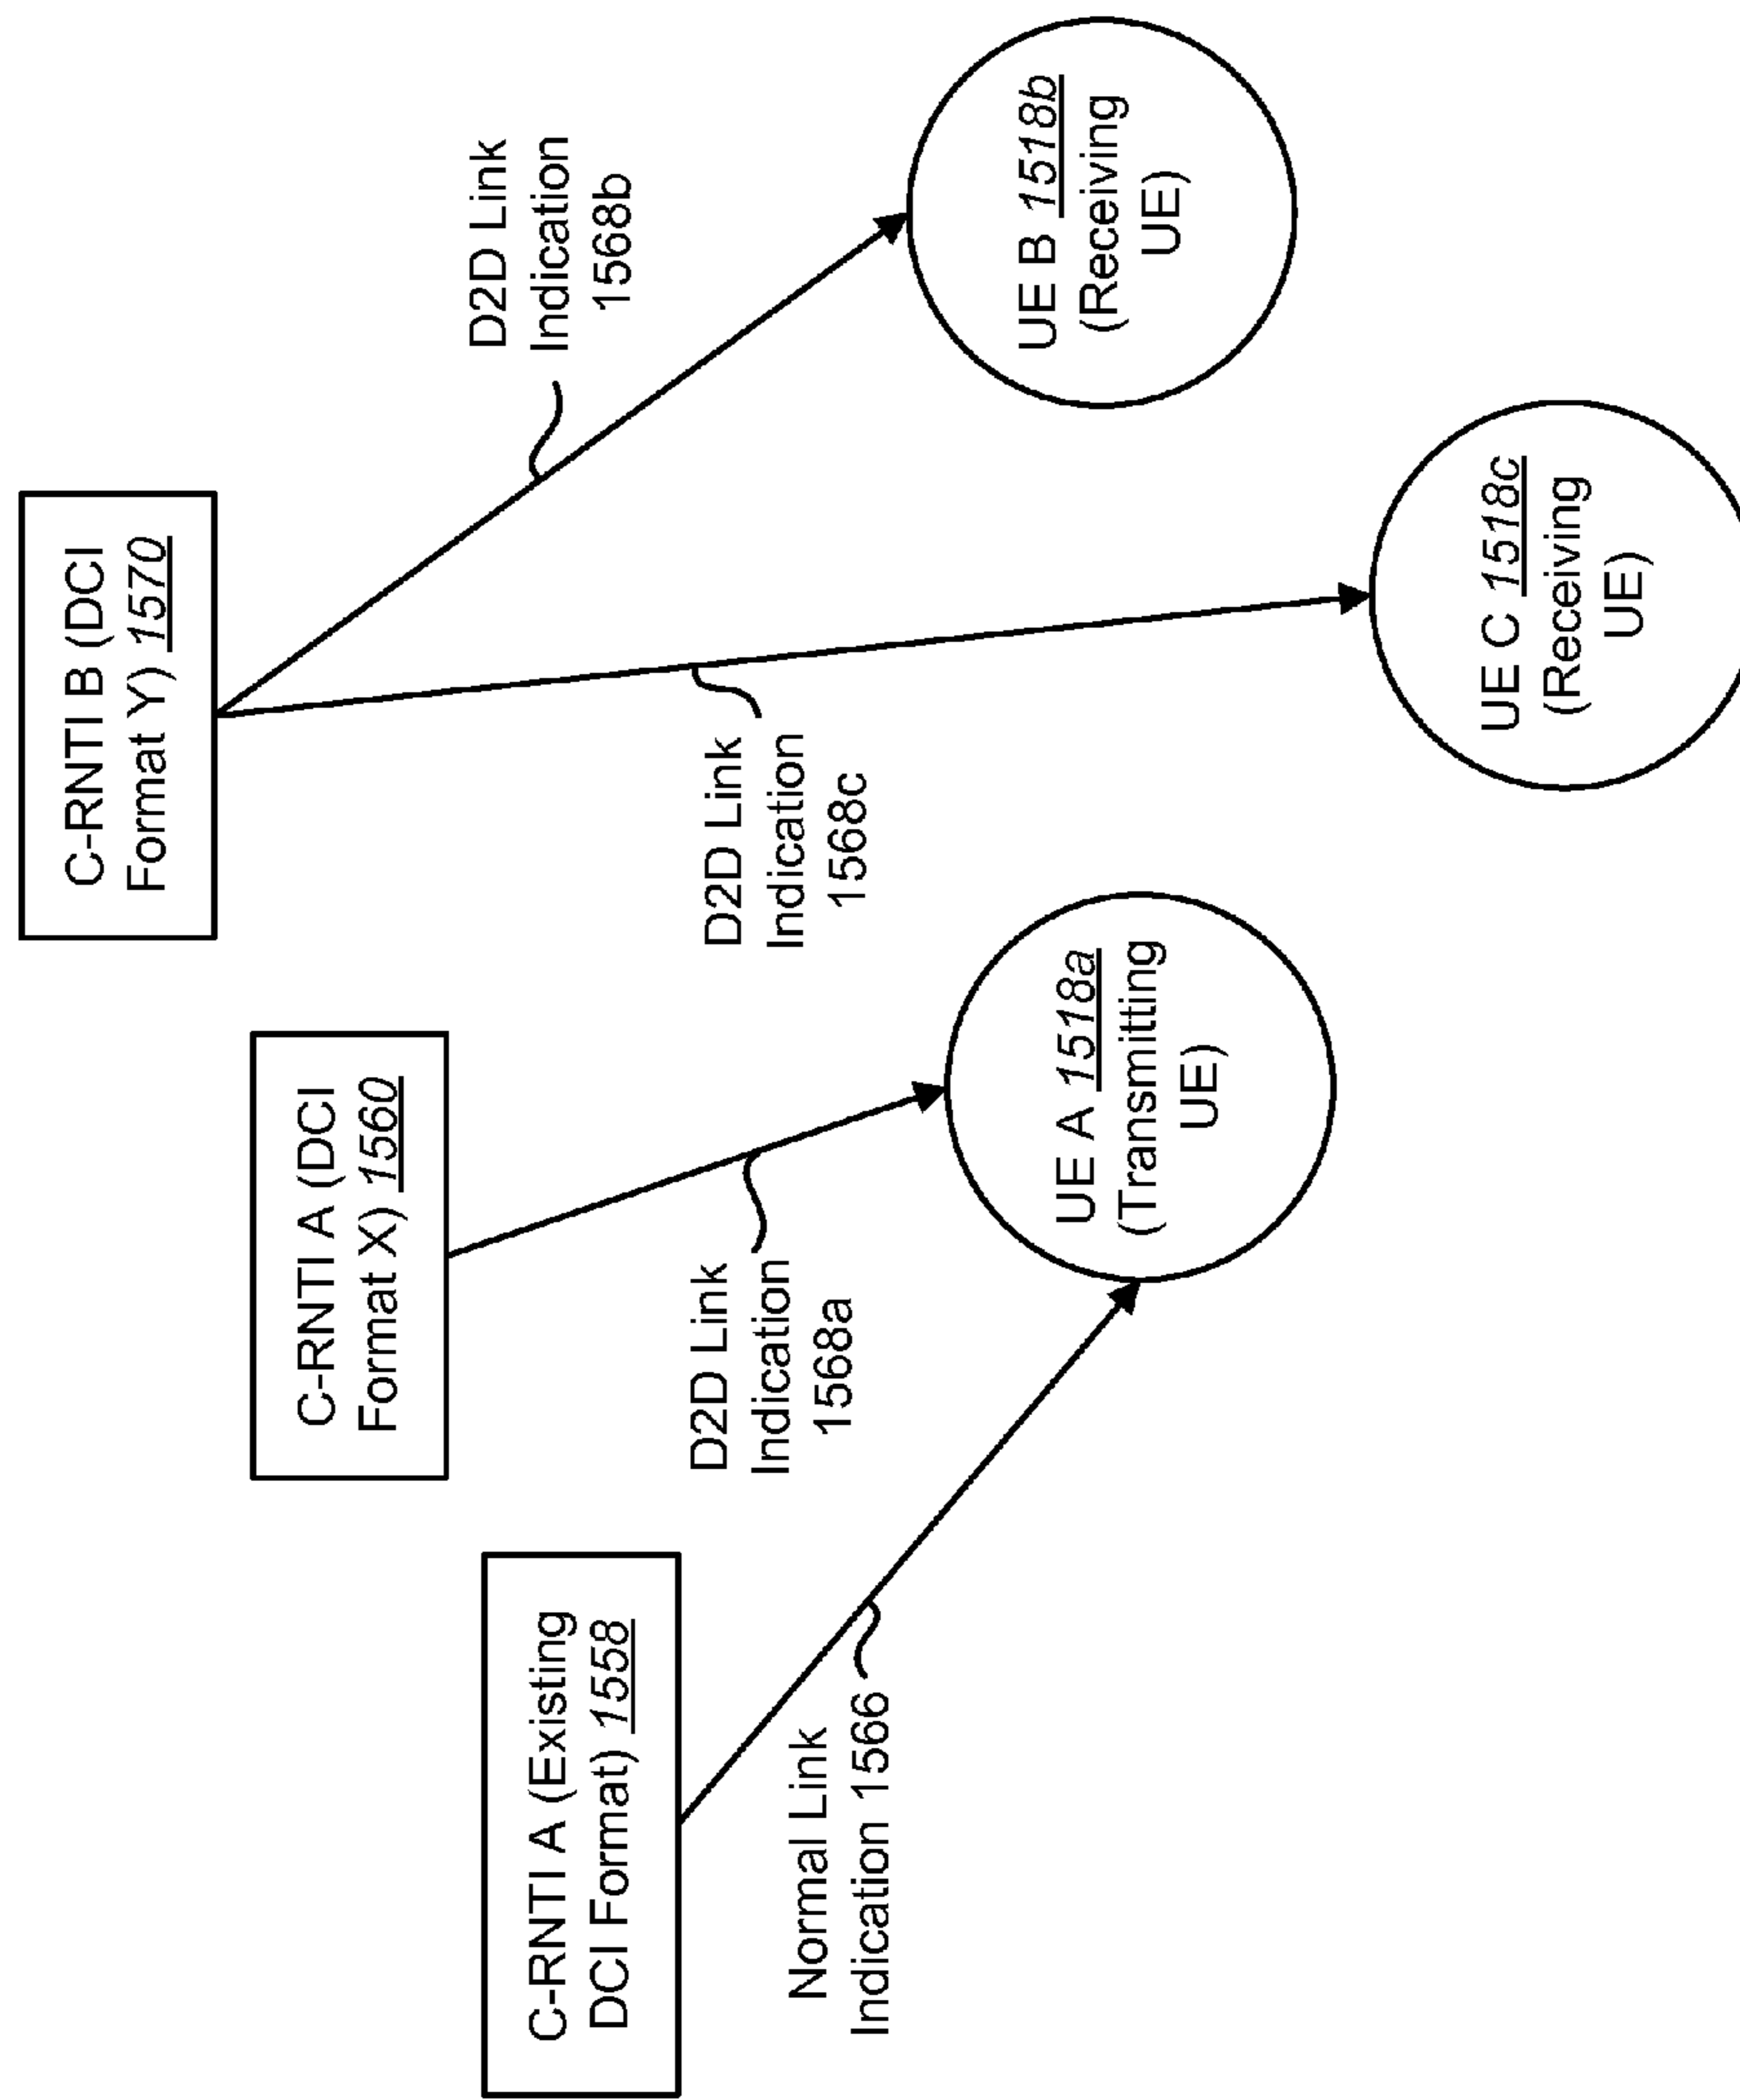 C-RNTI B (DCI
Format Y) 1570
C-RNTI A (DCI
Format X) 1560
C-RNTI A (Existing
DCI Format) 1558
D2D Link
Indication
1568b
D2D Link
Indication
1568c
D2D Link
Indication
1568a
Normal Link
Indication 1566
UE B 1518b
(Receiving
UE)
UE C 1518c
(Receiving
UE)
UE A 1518a
(Transmitting
UE)